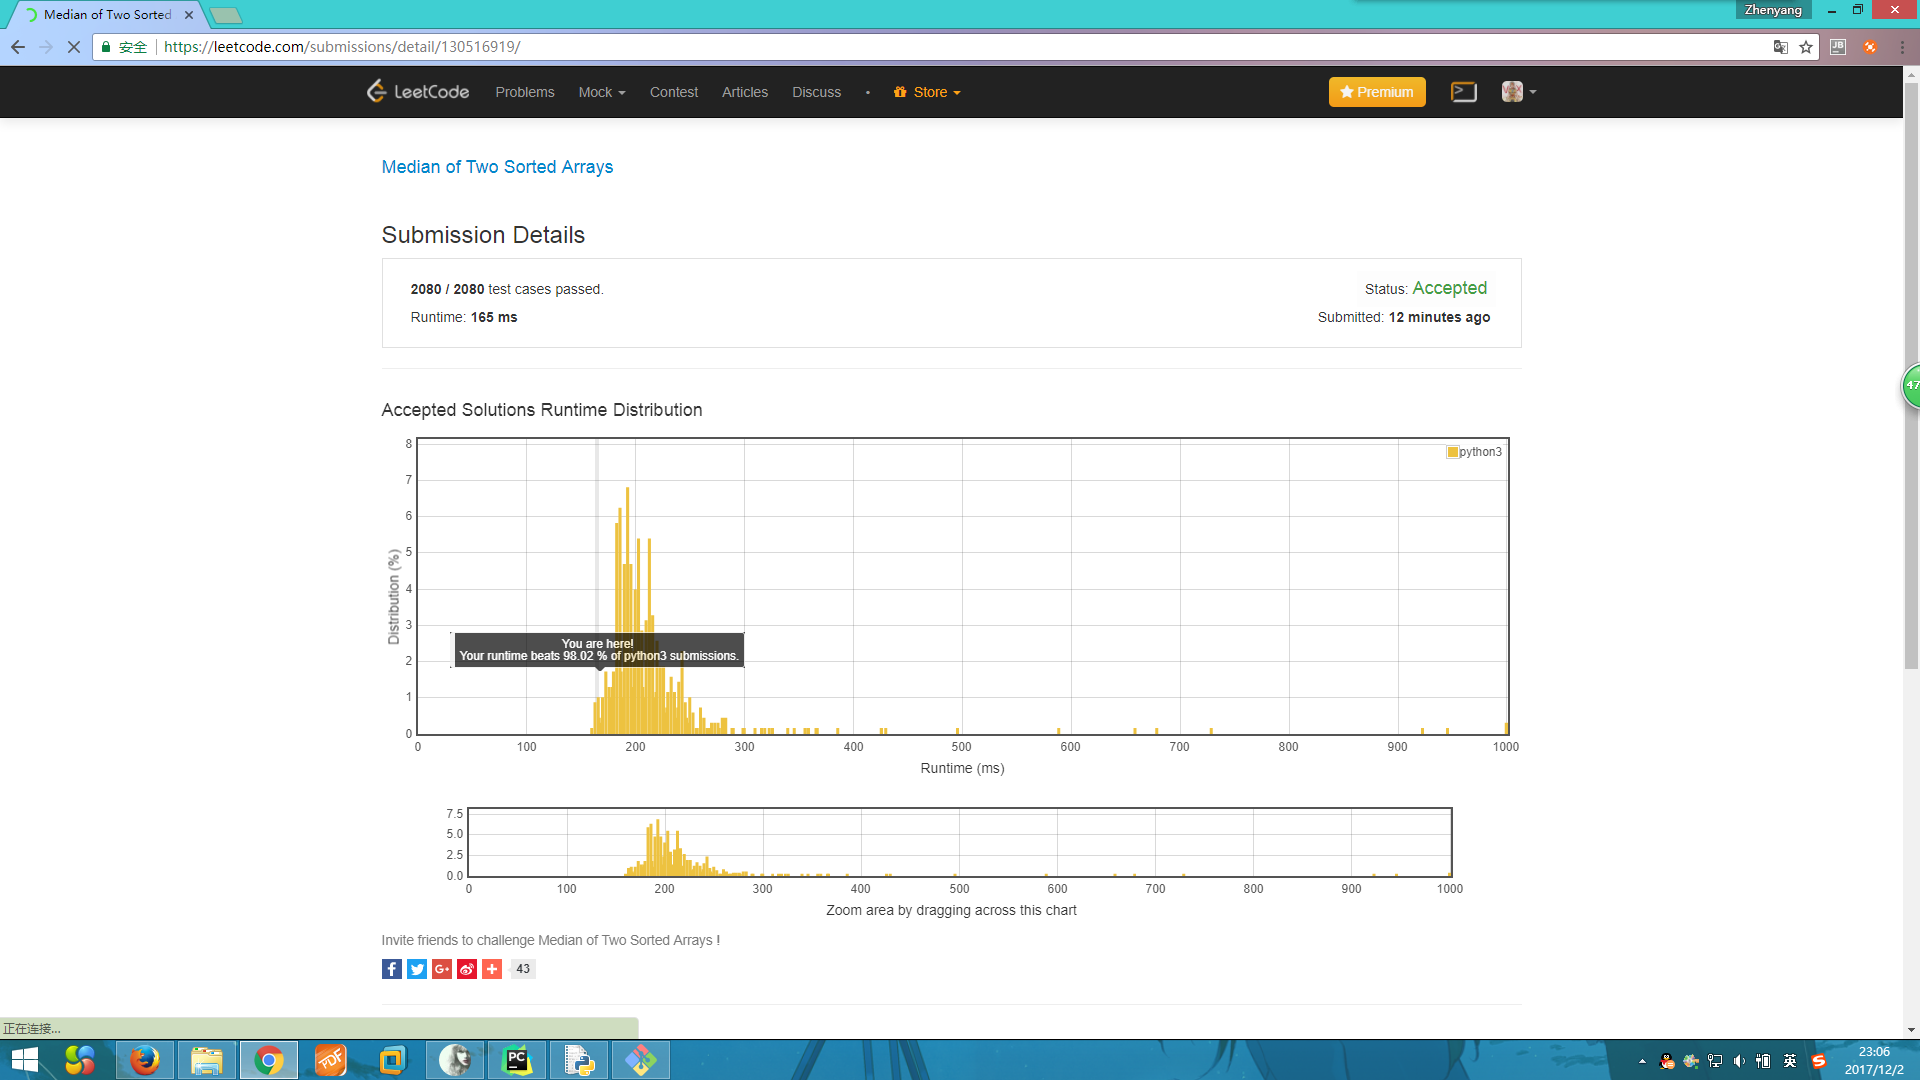 Median of Two Sorted
Zhenyang
安全 https://leetcode.com/submissions/detail/130516919/
JB
LeetCode Problems Mock Contest Articles Discuss • Store Premium
47
Median of Two Sorted Arrays
Submission Details
2080 / 2080 test cases passed. Status: Accepted
Runtime: 165 ms Submitted: 12 minutes ago
Accepted Solutions Runtime Distribution
python3
8
7
6
5
4
3
2
1
0
Distribution (%)
You are here!
Your runtime beats 98.02 % of python3 submissions.
0 100 200 300 400 500 600 700 800 900 1000
Runtime (ms)
7.5
5.0
2.5
0.0
0 100 200 300 400 500 600 700 800 900 1000
Zoom area by dragging across this chart
Invite friends to challenge Median of Two Sorted Arrays !
G+ 43
正在连接...
PDF
PC
英
S
23:06
2017/12/2